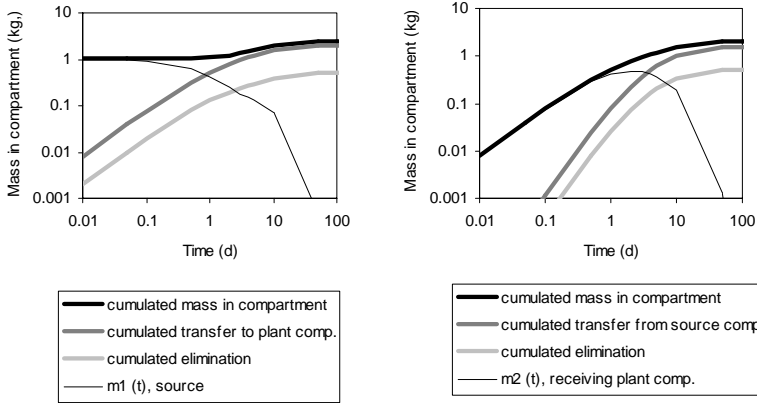 Mass in compartment (kg,)
10
1
0.1
0.01
0.001
0.01 0.1 1 10 100
Time (d)
cumulated mass in compartment
cumulated transfer to plant comp.
cumulated elimination
m1 (t), source
Mass in compartment (kg)
10
1
0.1
0.01
0.001
0.01 0.1 1 10 100
Time (d)
cumulated mass in compartment
cumulated transfer from source comp
cumulated elimination
m2 (t), receiving plant comp.